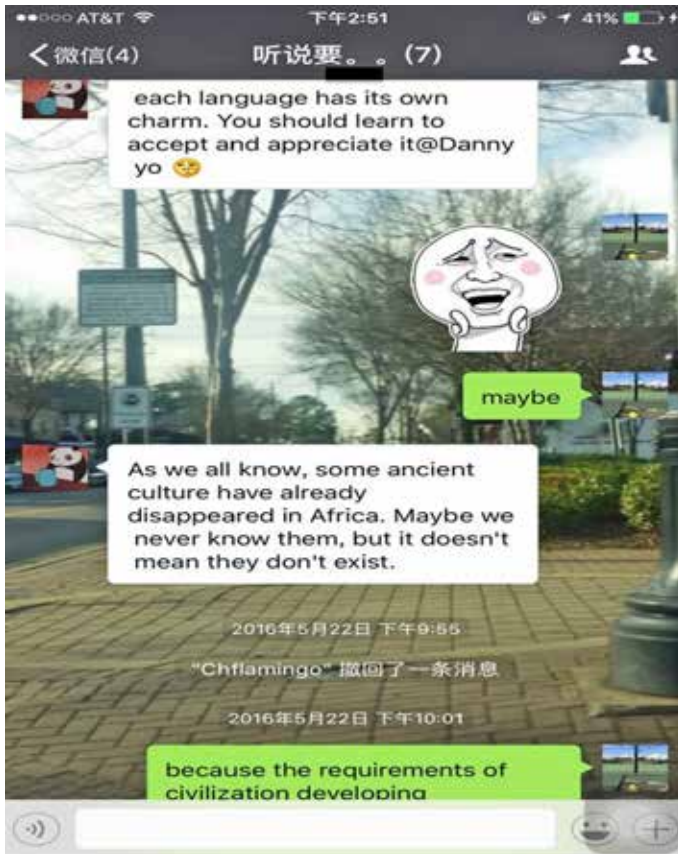 AT&T 下午2:51 41%
微信(4) 听说要。。(7)
each language has its own
charm. You should learn to
accept and appreciate it@Danny
yo
maybe
As we all know, some ancient
culture have already
disappeared in Africa. Maybe we
never know them, but it doesn't
mean they don't exist.
2016年5月22日 下午9:55
"Chflamingo" 撤回了一条消息
2016年5月22日 下午10:01
because the requirements of
civilization developing